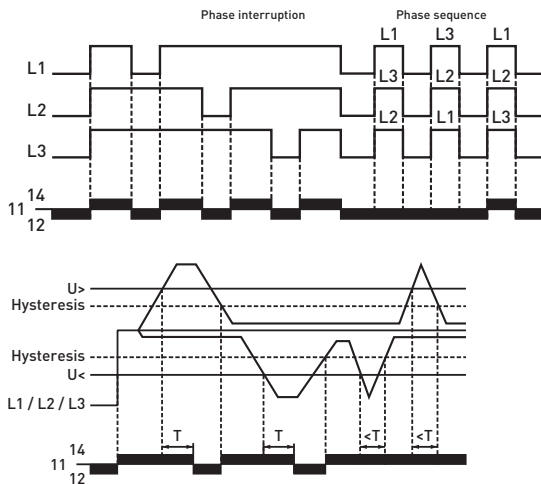 Phase interruption Phase sequence
L1 L3 L1
L1 L3 L2 L2
L2 L2 L1 L3
L3
14
11
12
U>
Hysteresis
Hysteresis
U<
L1 / L2 / L3
T T <T <T
14
11
12